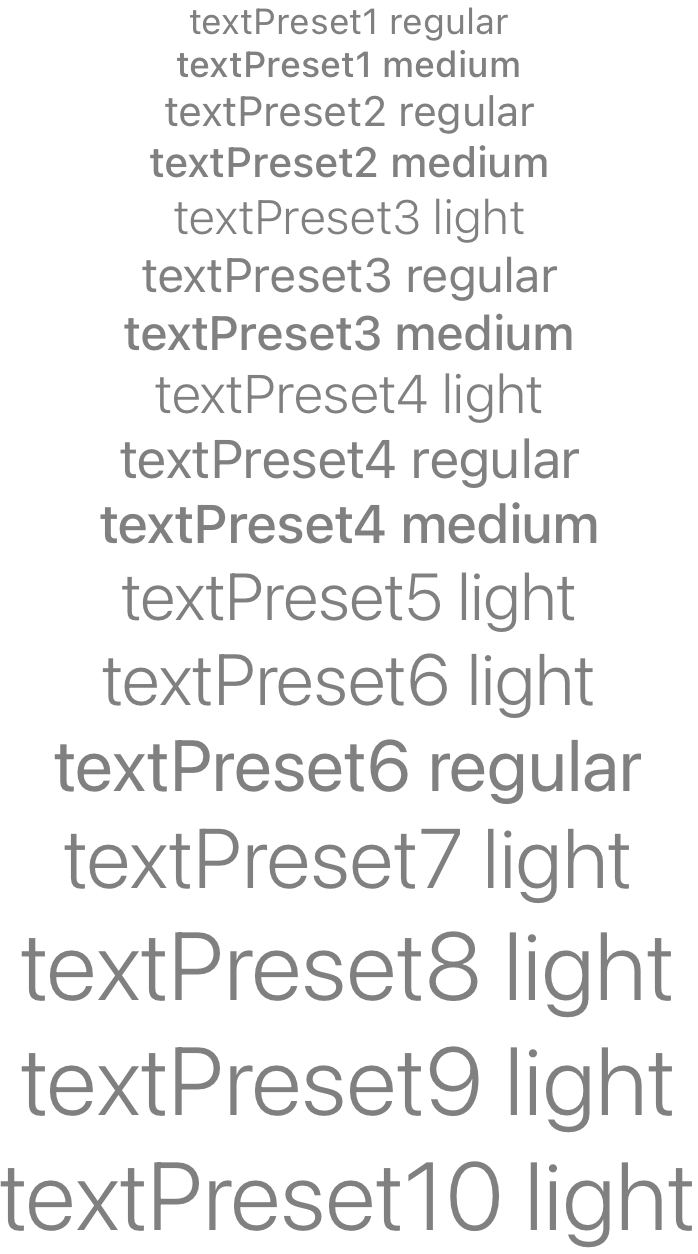 textPreset1 regular
textPreset1 medium
textPreset2 regular
textPreset2 medium
textPreset3 light
textPreset3 regular
textPreset3 medium
textPreset4 light
textPreset4 regular
textPreset4 medium
textPreset5 light
textPreset6 light
textPreset6 regular
textPreset7 light
textPreset8 light
textPreset9 light
textPreset10 light